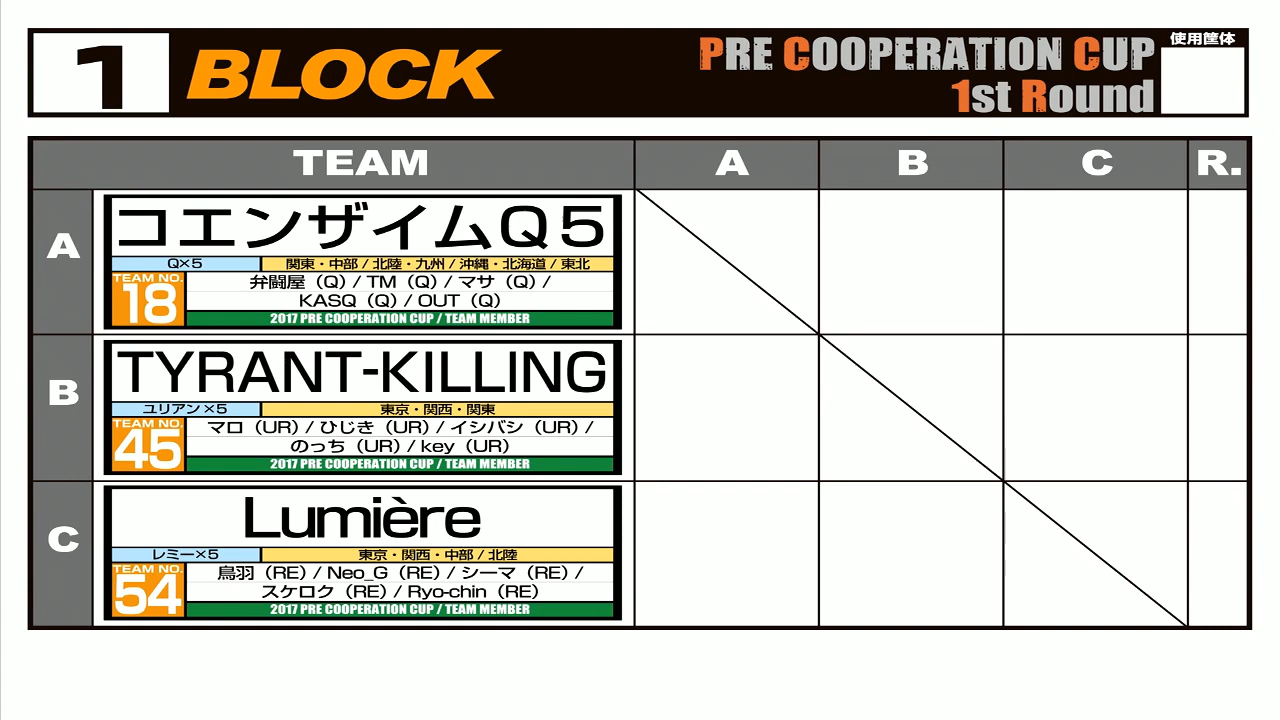 1 BLOCK
PRE COOPERATION CUP
1st Round
使用筐体
TEAM A B C R.
A
コエンザイムQ5
Q×5 関東・中部 / 北陸・九州 / 沖縄・北海道 / 東北
TEAM NO.
18
弁闘屋（Q）/ TM（Q）/ マサ（Q）/
KASQ（Q）/ OUT（Q）
2017 PRE COOPERATION CUP / TEAM MEMBER
B
TYRANT-KILLING
ユリアン×5 東京・関西・関東
TEAM NO.
45
マロ（UR）/ ひじき（UR）/ イシバシ（UR）/
のっち（UR）/ key（UR）
2017 PRE COOPERATION CUP / TEAM MEMBER
C
Lumière
レミー×5 東京・関西・中部 / 北陸
TEAM NO.
54
鳥羽（RE）/ Neo_G（RE）/ シーマ（RE）/
スケロク（RE）/ Ryo-chin（RE）
2017 PRE COOPERATION CUP / TEAM MEMBER